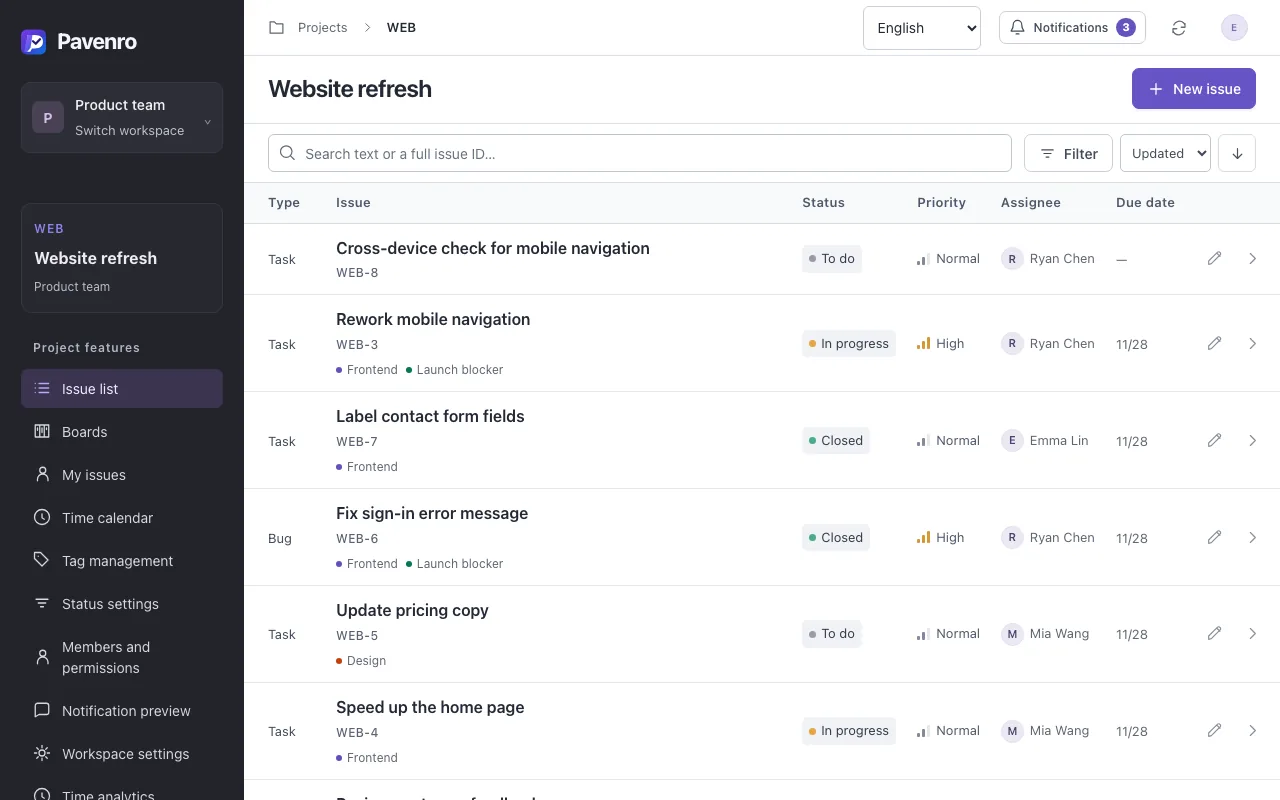 Pavenro
P
Product team
Switch workspace
WEB
Website refresh
Product team
Project features
Issue list
Boards
My issues
Time calendar
Tag management
Status settings
Members and
permissions
Notification preview
Workspace settings
Time analytics
Projects > WEB
English
Notifications 3
E
Website refresh
+ New issue
Search text or a full issue ID...
Filter
Updated
Type Issue Status Priority Assignee Due date
Task
Cross-device check for mobile navigation
WEB-8
To do Normal R Ryan Chen —
Task
Rework mobile navigation
WEB-3
Frontend Launch blocker
In progress High R Ryan Chen 11/28
Task
Label contact form fields
WEB-7
Frontend
Closed Normal E Emma Lin 11/28
Bug
Fix sign-in error message
WEB-6
Frontend Launch blocker
Closed High R Ryan Chen 11/28
Task
Update pricing copy
WEB-5
Design
To do Normal M Mia Wang 11/28
Task
Speed up the home page
WEB-4
Frontend
In progress Normal M Mia Wang 11/28